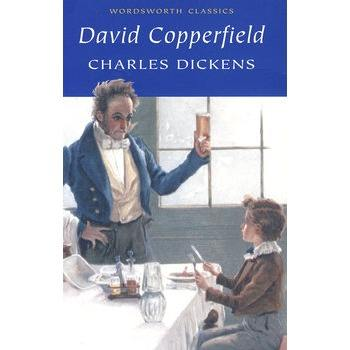 WORDSWORTH CLASSICS
David Copperfield
CHARLES DICKENS